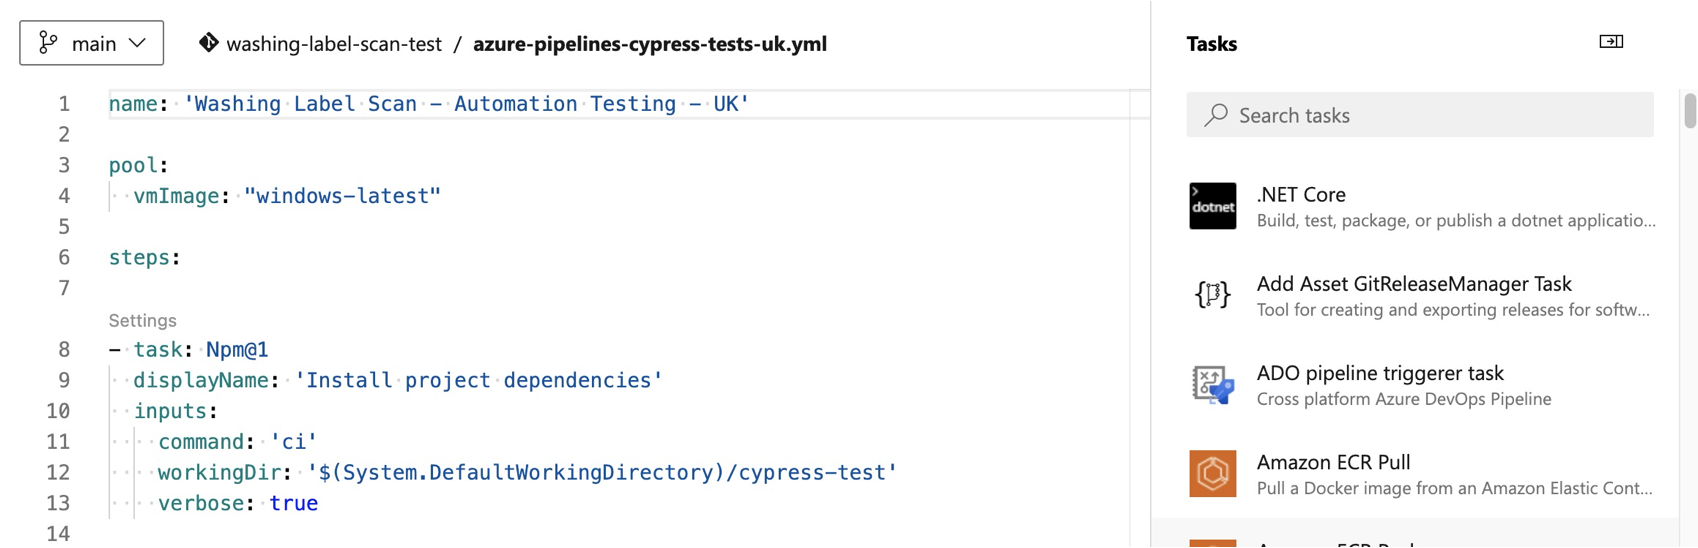 main
washing-label-scan-test / azure-pipelines-cypress-tests-uk.yml
1 name: 'Washing Label Scan - Automation Testing - UK'
2
3 pool:
4 vmImage: "windows-latest"
5
6 steps:
7
Settings
8 - task: Npm@1
9 displayName: 'Install project dependencies'
10 inputs:
11 command: 'ci'
12 workingDir: '$(System.DefaultWorkingDirectory)/cypress-test'
13 verbose: true
14
Tasks
Search tasks
dotnet
.NET Core
Build, test, package, or publish a dotnet applicatio...
Add Asset GitReleaseManager Task
Tool for creating and exporting releases for softw...
ADO pipeline triggerer task
Cross platform Azure DevOps Pipeline
Amazon ECR Pull
Pull a Docker image from an Amazon Elastic Cont...